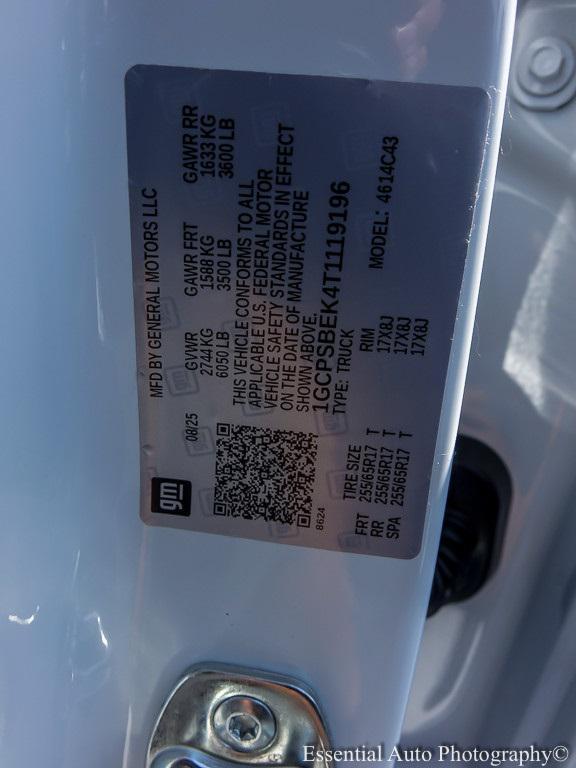 MFD BY GENERAL MOTORS LLC
08/25 GVWR GAWR FRT GAWR RR
2744 KG 1588 KG 1633 KG
6050 LB 3500 LB 3600 LB
THIS VEHICLE CONFORMS TO ALL
APPLICABLE U.S. FEDERAL MOTOR
VEHICLE SAFETY STANDARDS IN EFFECT
ON THE DATE OF MANUFACTURE
SHOWN ABOVE.
1GCPSBEK4T1119196
TYPE: TRUCK MODEL: 4614C43
gm
8624
TIRE SIZE RIM
FRT 255/65R17 T 17X8J
RR 255/65R17 T 17X8J
SPA 255/65R17 T 17X8J
Essential Auto Photography©